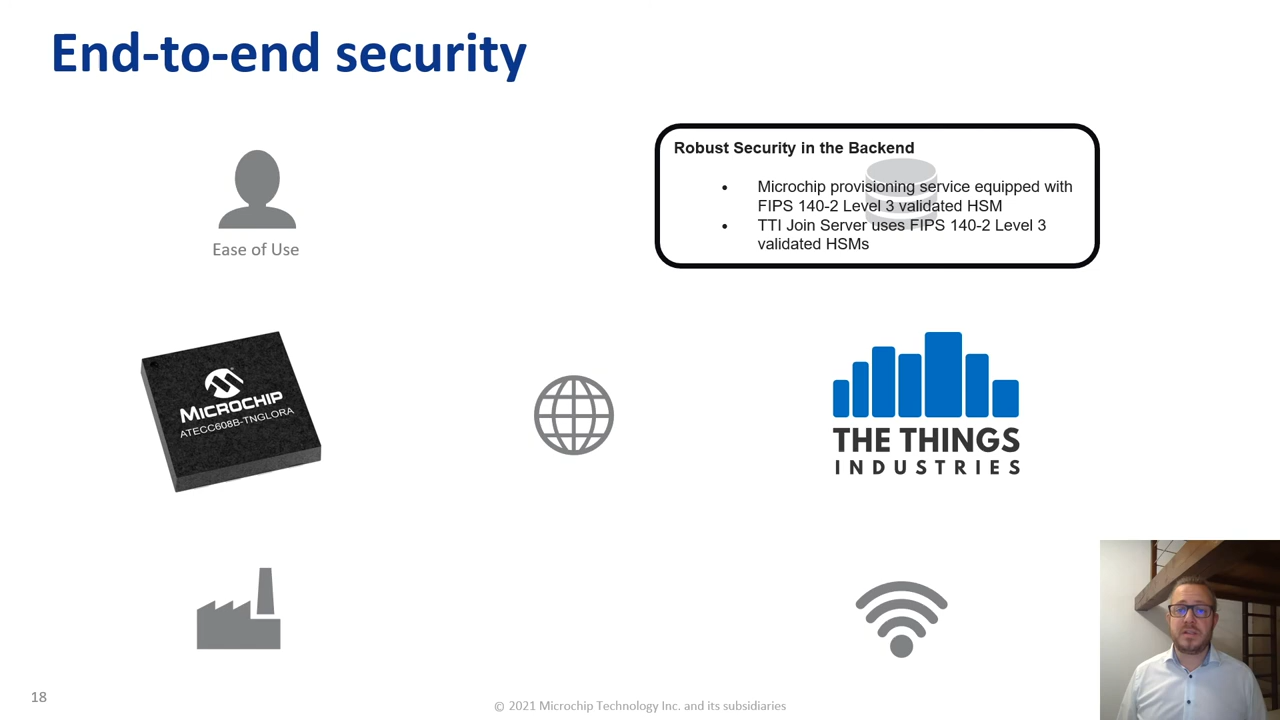 End-to-end security
Robust Security in the Backend
• Microchip provisioning service equipped with
FIPS 140-2 Level 3 validated HSM
• TTI Join Server uses FIPS 140-2 Level 3
validated HSMs
Ease of Use
MICROCHIP
ATECC608B-TNGLORA
THE THINGS
INDUSTRIES
18
© 2021 Microchip Technology Inc. and its subsidiaries